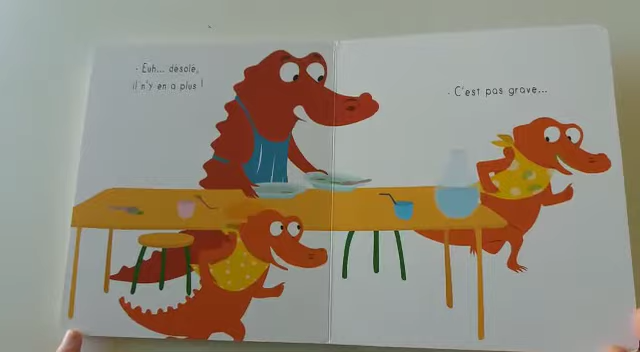 - Euh... désolé,
il n'y en a plus !
- C'est pas grave...